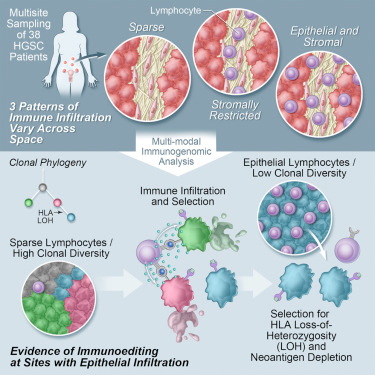 Multisite
Sampling
of 38
HGSC
Patients
Sparse
Lymphocyte
Stromally
Restricted
Epithelial and
Stromal
3 Patterns of
Immune Infiltration
Vary Across
Space
Multi-modal
Immunogenomic
Analysis
Clonal Phylogeny
HLA
LOH
Sparse Lymphocytes /
High Clonal Diversity
Immune Infiltration
and Selection
Epithelial Lymphocytes /
Low Clonal Diversity
Evidence of Immunoediting
at Sites with Epithelial Infiltration
Selection for
HLA Loss-of-
Heterozygosity
(LOH) and
Neoantigen Depletion